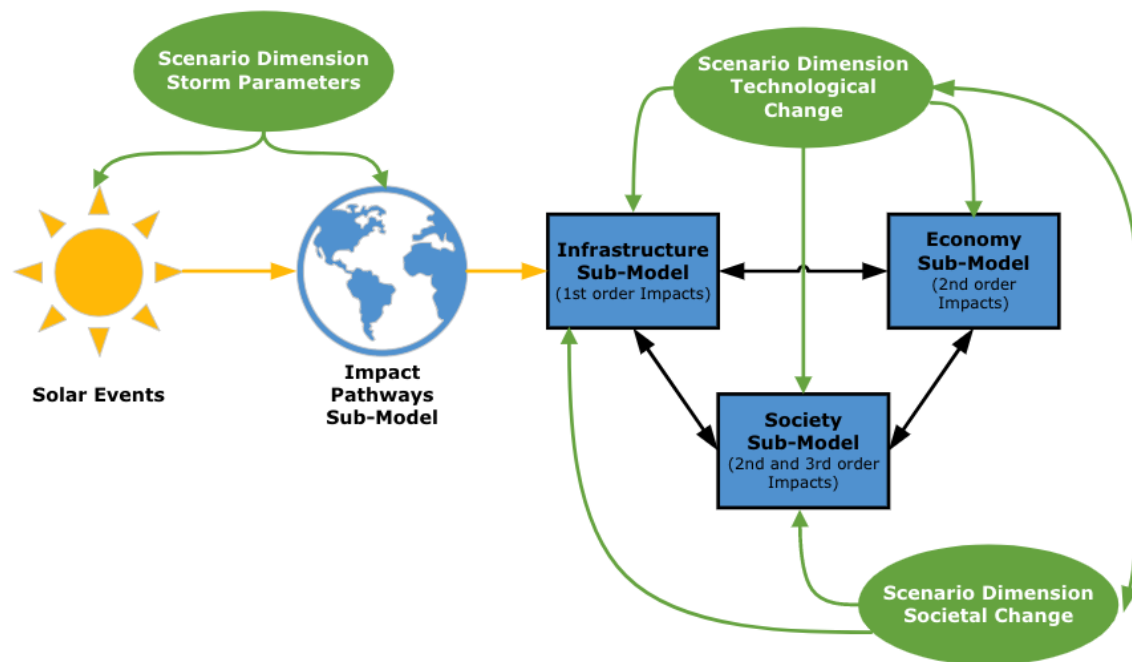 Scenario Dimension
Storm Parameters
Scenario Dimension
Technological
Change
Infrastructure
Sub-Model
(1st order Impacts)
Economy
Sub-Model
(2nd order
Impacts)
Solar Events
Impact
Pathways
Sub-Model
Society
Sub-Model
(2nd and 3rd order
Impacts)
Scenario Dimension
Societal Change